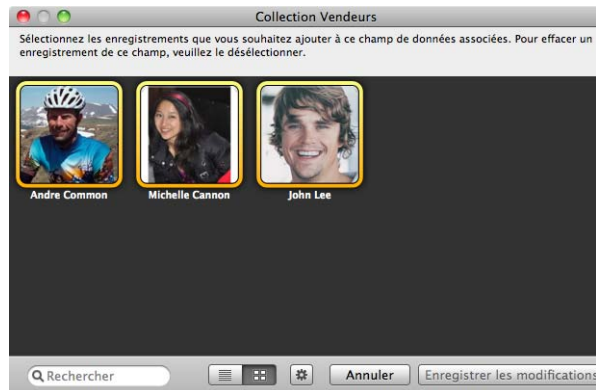 Collection Vendeurs
Sélectionnez les enregistrements que vous souhaitez ajouter à ce champ de données associées. Pour effacer un
enregistrement de ce champ, veuillez le désélectionner.
Andre Common Michelle Cannon John Lee
Rechercher Annuler Enregistrer les modifications